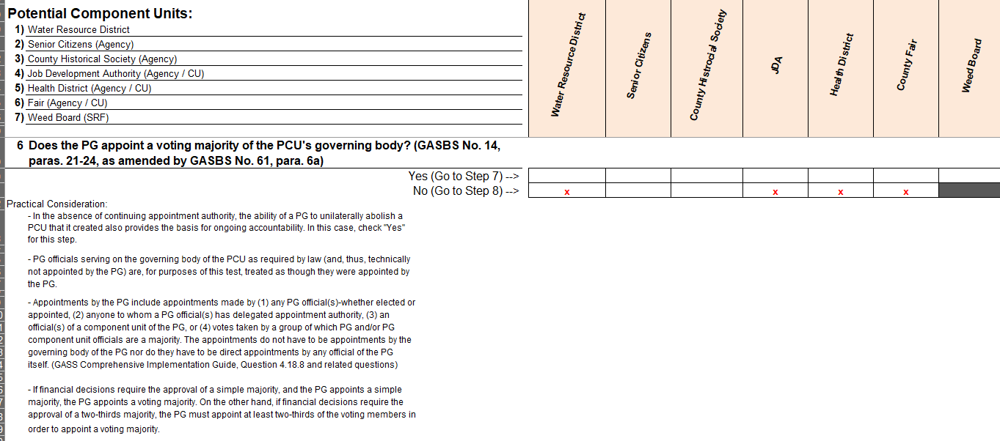 Potential Component Units:
1) Water Resource District
2) Senior Citizens (Agency)
3) County Historical Society (Agency)
4) Job Development Authority (Agency / CU)
5) Health District (Agency / CU)
6) Fair (Agency / CU)
7) Weed Board (SRF)
Water Resource District
Senior Citizens
County Histrocial Society
JDA
Health District
County Fair
Weed Board
6 Does the PG appoint a voting majority of the PCU's governing body? (GASBS No. 14,
paras. 21-24, as amended by GASBS No. 61, para. 6a)
Yes (Go to Step 7) -->
No (Go to Step 8) --> x x x x
Practical Consideration:
- In the absence of continuing appointment authority, the ability of a PG to unilaterally abolish a
PCU that it created also provides the basis for ongoing accountability. In this case, check "Yes"
for this step.
- PG officials serving on the governing body of the PCU as required by law (and, thus, technically
not appointed by the PG) are, for purposes of this test, treated as though they were appointed by
the PG.
- Appointments by the PG include appointments made by (1) any PG official(s)-whether elected or
appointed, (2) anyone to whom a PG official(s) has delegated appointment authority, (3) an
official(s) of a component unit of the PG, or (4) votes taken by a group of which PG and/or PG
component unit officials are a majority. The appointments do not have to be appointments by the
governing body of the PG nor do they have to be direct appointments by any official of the PG
itself. (GASS Comprehensive Implementation Guide, Question 4.18.8 and related questions)
- If financial decisions require the approval of a simple majority, and the PG appoints a simple
majority, the PG appoints a voting majority. On the other hand, if financial decisions require the
approval of a two-thirds majority, the PG must appoint at least two-thirds of the voting members in
order to appoint a voting majority.